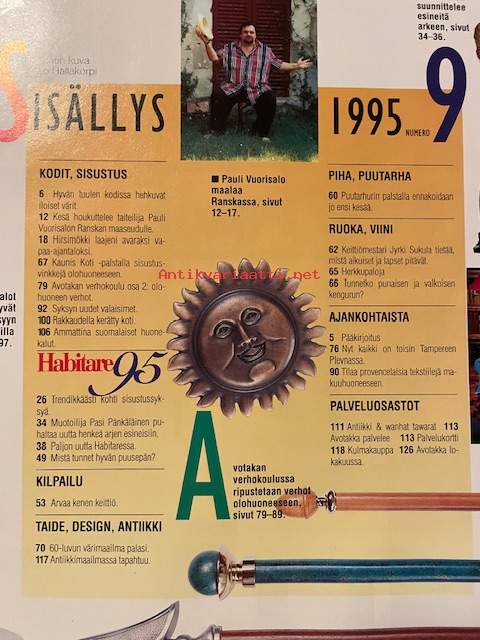 suunnittelee
esineitä
arkeen, sivut
34–36.
kuva
Hallakorpi
SISÄLLYS
1995 NUMERO 9
KODIT, SISUSTUS
6 Hyvän tuulen kodissa hehkuvat
iloiset värit.
12 Kesä houkuttelee taiteilija Pauli
Vuorisalon Ranskan maaseudulle.
18 Hirsimökki laajeni avaraksi va-
paa-ajantaloksi.
67 Kaunis Koti -palstalla sisustus-
vinkkejä olohuoneeseen.
79 Avotakan verhokoulu osa 2: olo-
huoneen verhot.
92 Syksyn uudet valaisimet.
100 Rakkaudella kerätty koti.
106 Ammattina suomalaiset huone-
kalut.
Habitare 95
26 Trendikkäästi kohti sisustussyk-
syä.
34 Muotoilija Pasi Pänkäläinen pu-
haltaa uutta henkeä arjen esineisiin.
38 Paljon uutta Habitaressa.
49 Mistä tunnet hyvän puusepän?
KILPAILU
53 Arvaa kenen keittiö.
TAIDE, DESIGN, ANTIIKKI
70 60-luvun värimaailma palasi.
117 Antiikkimaailmassa tapahtuu.
■ Pauli Vuorisalo
maalaa
Ranskassa, sivut
12–17.
Antikvariaatti.net
A
votakan
verhokoulussa
ripustetaan verhot
olohuoneeseen,
sivut 79–89.
PIHA, PUUTARHA
60 Puutarhurin palstalla ennakoidaan
jo ensi kesää.
RUOKA, VIINI
62 Keittiömestari Jyrki Sukula tietää,
mistä aikuiset ja lapset pitävät.
65 Herkkupaloja
66 Tunnetko punaisen ja valkoisen
kengurun?
AJANKOHTAISTA
5 Pääkirjoitus
76 Nyt kaikki on toisin Tampereen
Plevnassa.
90 Tilaa provencelaisia tekstiilejä ma-
kuuhuoneeseen.
PALVELUOSASTOT
111 Antiikki & wanhat tawarat 113
Avotakka palvelee 113 Palvelukortti
118 Kulmakauppa 126 Avotakka lo-
kakuussa.
97.